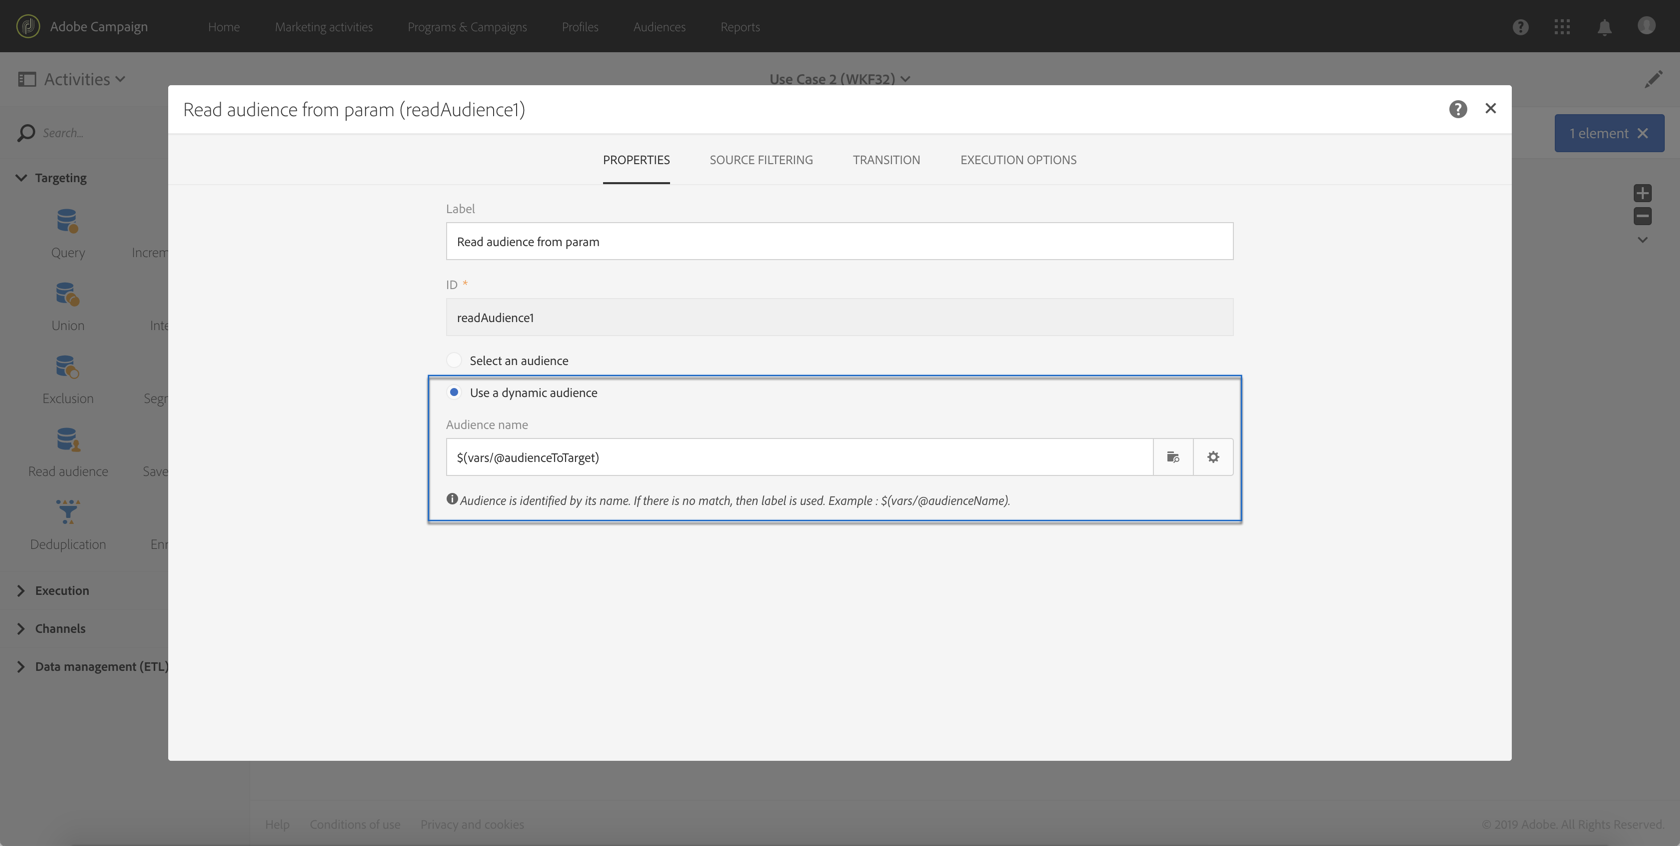 Adobe Campaign Home Marketing activities Programs & Campaigns Profiles Audiences Reports
Activities Use Case 2 (WKF32)
Read audience from param (readAudience1)
Search...
1 element
PROPERTIES SOURCE FILTERING TRANSITION EXECUTION OPTIONS
Targeting
Label
Read audience from param
Query Increm
ID *
readAudience1
Union Inte
Select an audience
Use a dynamic audience
Exclusion Segr
Audience name
$(vars/@audienceToTarget)
Read audience Save
Audience is identified by its name. If there is no match, then label is used. Example : $(vars/@audienceName).
Deduplication Enr
Execution
Channels
Data management (ETL)
Help Conditions of use Privacy and cookies © 2019 Adobe. All Rights Reserved.